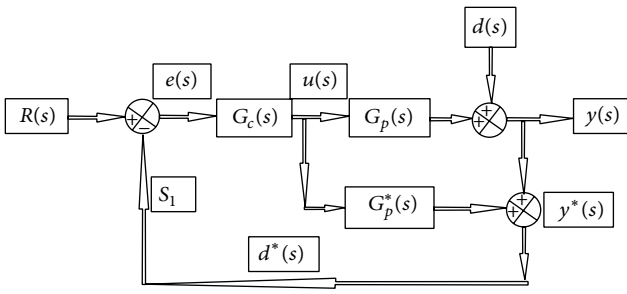 d(s)
e(s)
u(s)
R(s)
+
−
G_c(s)
G_p(s)
+
+
y(s)
S_1
G_p^*(s)
+
+
y^*(s)
d^*(s)